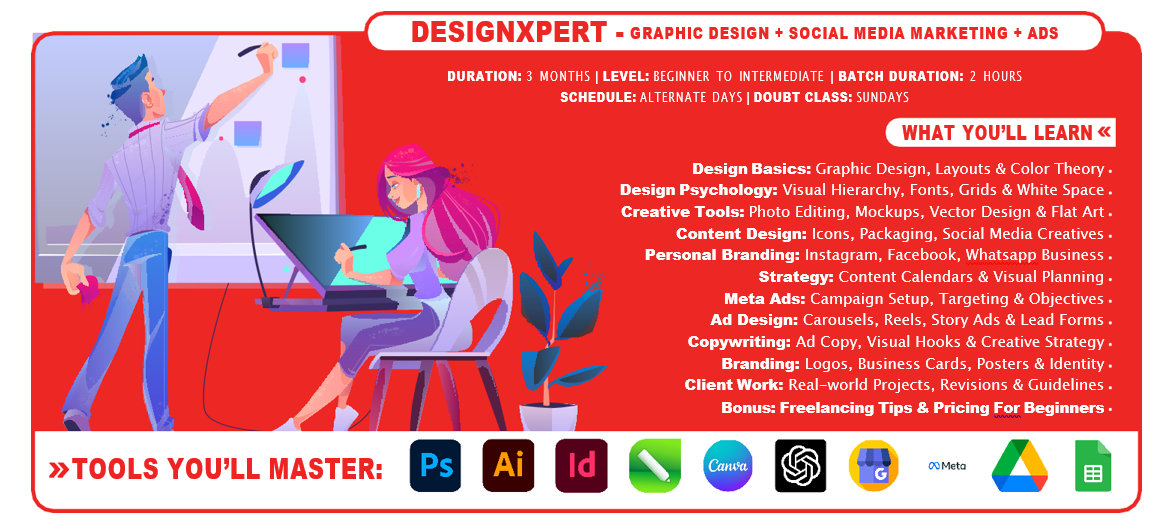 DESIGNXPERT - GRAPHIC DESIGN + SOCIAL MEDIA MARKETING + ADS
DURATION: 3 MONTHS | LEVEL: BEGINNER TO INTERMEDIATE | BATCH DURATION: 2 HOURS
SCHEDULE: ALTERNATE DAYS | DOUBT CLASS: SUNDAYS
WHAT YOU'LL LEARN «
Design Basics: Graphic Design, Layouts & Color Theory •
Design Psychology: Visual Hierarchy, Fonts, Grids & White Space •
Creative Tools: Photo Editing, Mockups, Vector Design & Flat Art •
Content Design: Icons, Packaging, Social Media Creatives •
Personal Branding: Instagram, Facebook, Whatsapp Business •
Strategy: Content Calendars & Visual Planning •
Meta Ads: Campaign Setup, Targeting & Objectives •
Ad Design: Carousels, Reels, Story Ads & Lead Forms •
Copywriting: Ad Copy, Visual Hooks & Creative Strategy •
Branding: Logos, Business Cards, Posters & Identity •
Client Work: Real-world Projects, Revisions & Guidelines •
Bonus: Freelancing Tips & Pricing For Beginners •
»TOOLS YOU'LL MASTER: Ps Ai Id Canva G Meta